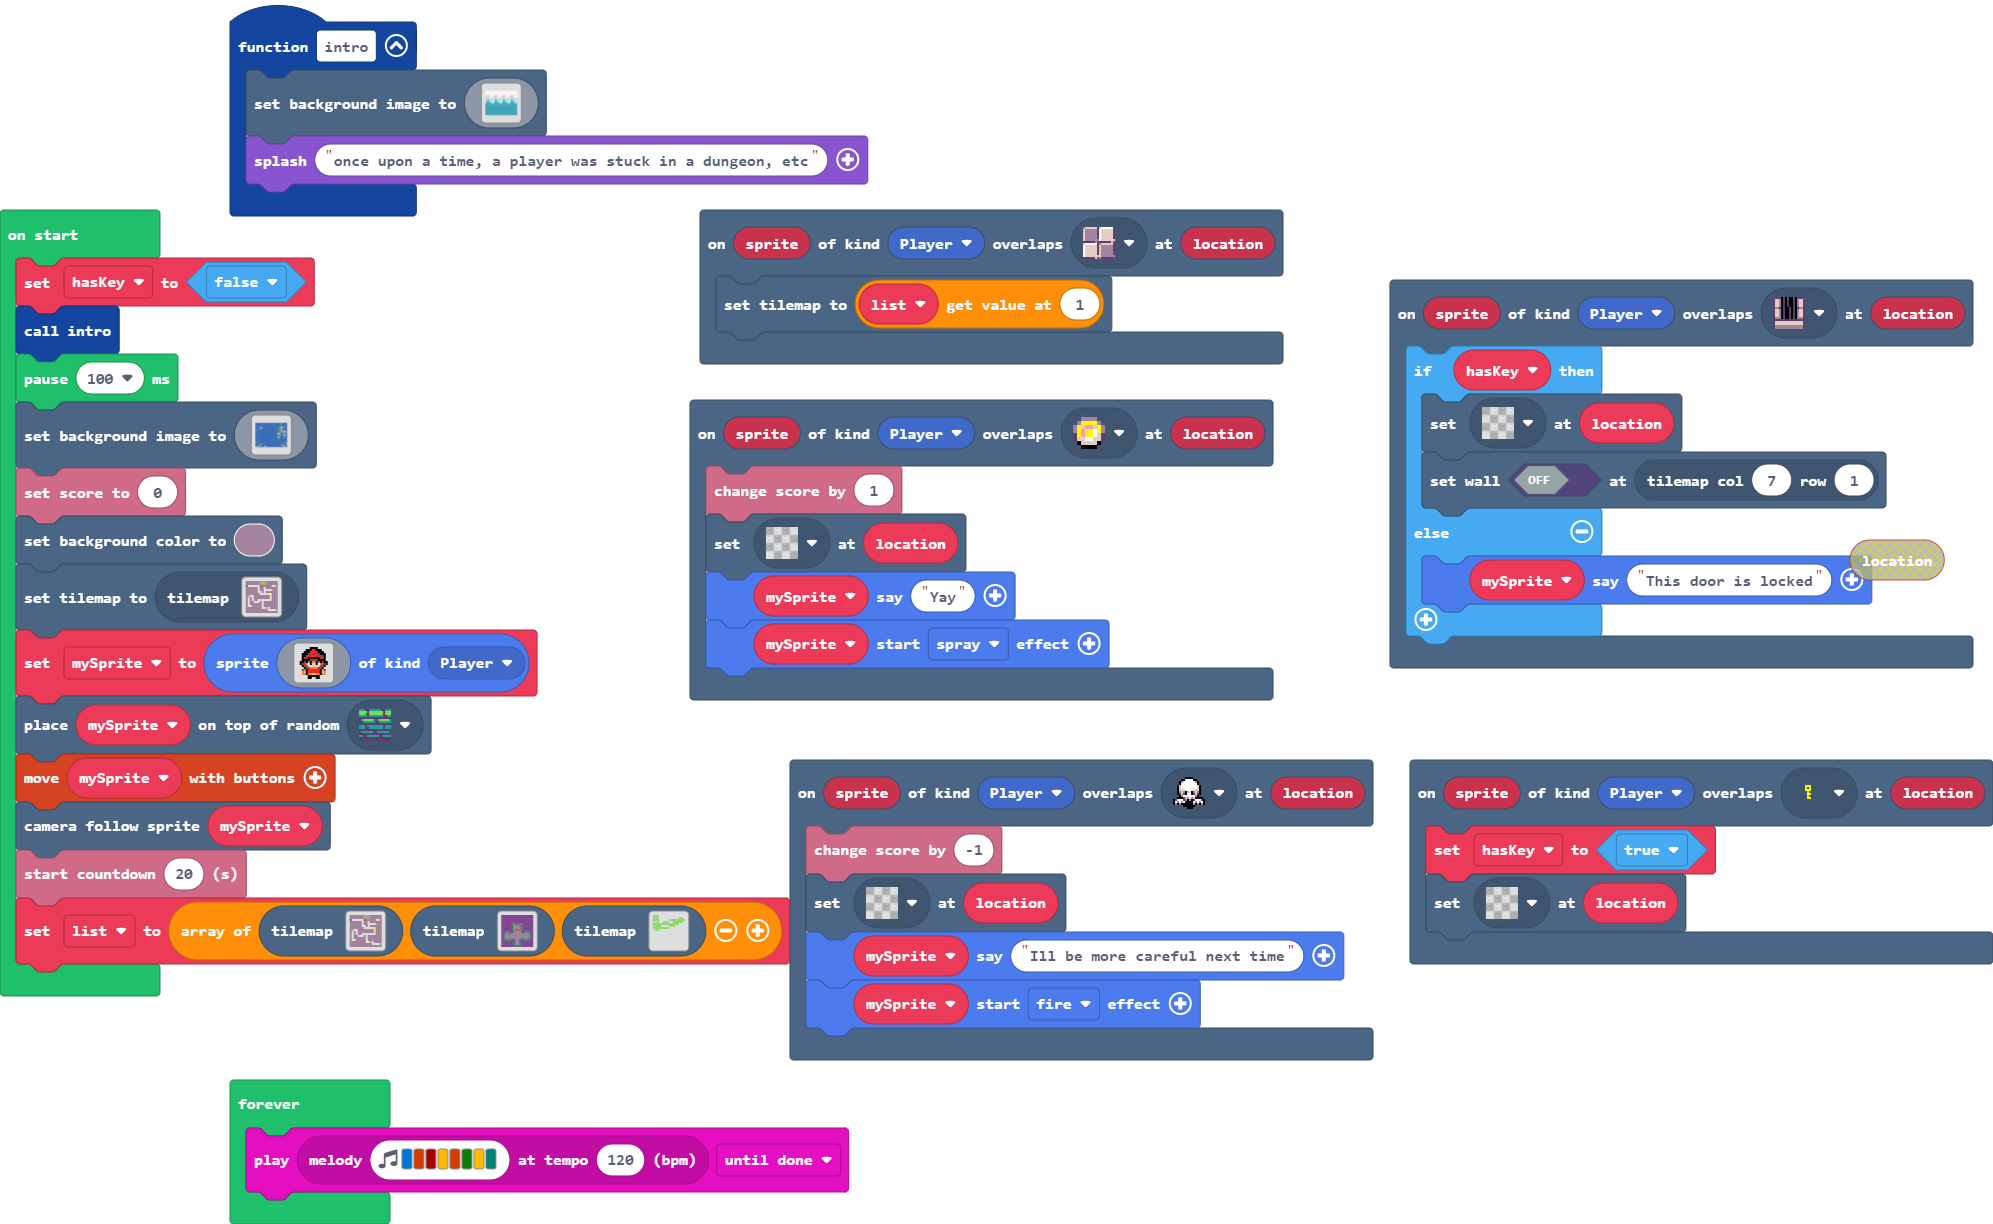 function intro
set background image to
splash "once upon a time, a player was stuck in a dungeon, etc"
on start
set hasKey to false
call intro
pause 100 ms
set background image to
set score to 0
set background color to
set tilemap to tilemap
set mySprite to sprite of kind Player
place mySprite on top of random
move mySprite with buttons
camera follow sprite mySprite
start countdown 20 (s)
set list to array of tilemap tilemap tilemap
on sprite of kind Player overlaps at location
set tilemap to list get value at 1
on sprite of kind Player overlaps at location
change score by 1
set at location
mySprite say "Yay"
mySprite start spray effect
on sprite of kind Player overlaps at location
if hasKey then
set at location
set wall OFF at tilemap col 7 row 1
else
mySprite say "This door is locked"
location
on sprite of kind Player overlaps at location
change score by -1
set at location
mySprite say "Ill be more careful next time"
mySprite start fire effect
on sprite of kind Player overlaps at location
set hasKey to true
set at location
forever
play melody at tempo 120 (bpm) until done